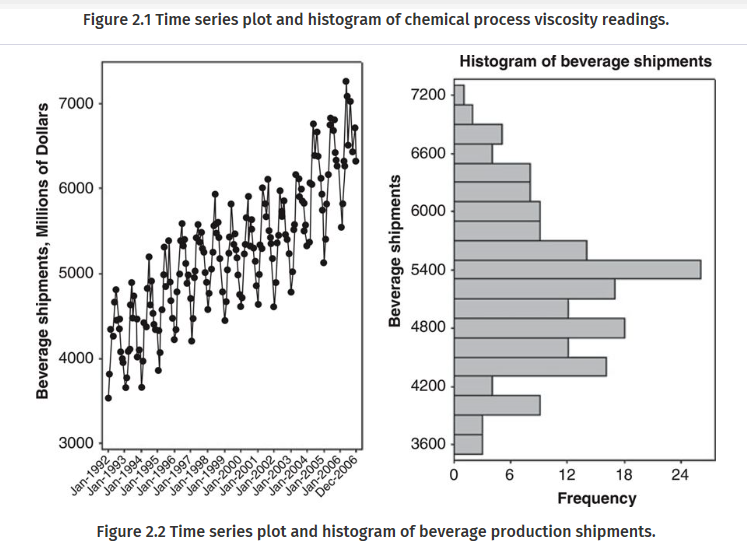 Figure 2.1 Time series plot and histogram of chemical process viscosity readings.
Histogram of beverage shipments
Beverage shipments, Millions of Dollars
7000
6000
5000
4000
3000
Jan-1992
Jan-1993
Jan-1994
Jan-1995
Jan-1996
Jan-1997
Jan-1998
Jan-1999
Jan-2000
Jan-2001
Jan-2002
Jan-2003
Jan-2004
Jan-2005
Jan-2006
Dec-2006
Beverage shipments
7200
6600
6000
5400
4800
4200
3600
0 6 12 18 24
Frequency
Figure 2.2 Time series plot and histogram of beverage production shipments.